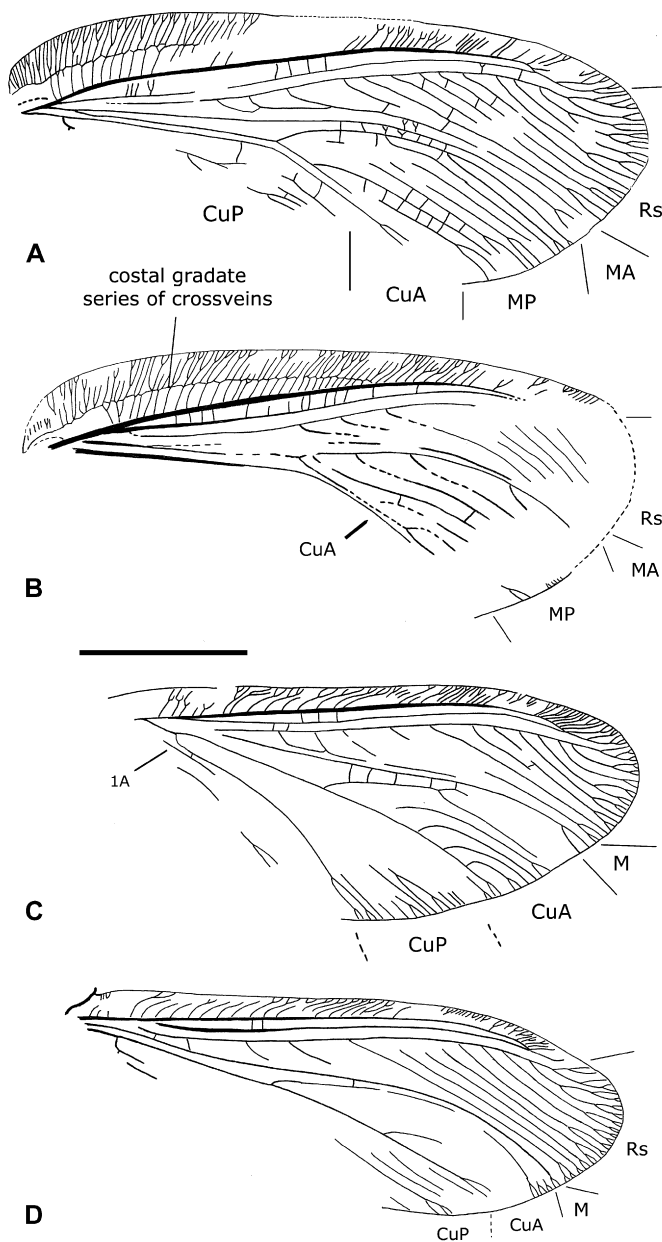 Rs
CuP
A
MA
CuA
MP
costal gradate
series of crossveins
Rs
CuA
MA
B
MP
1A
M
C
CuA
CuP
Rs
D
M
CuA
CuP